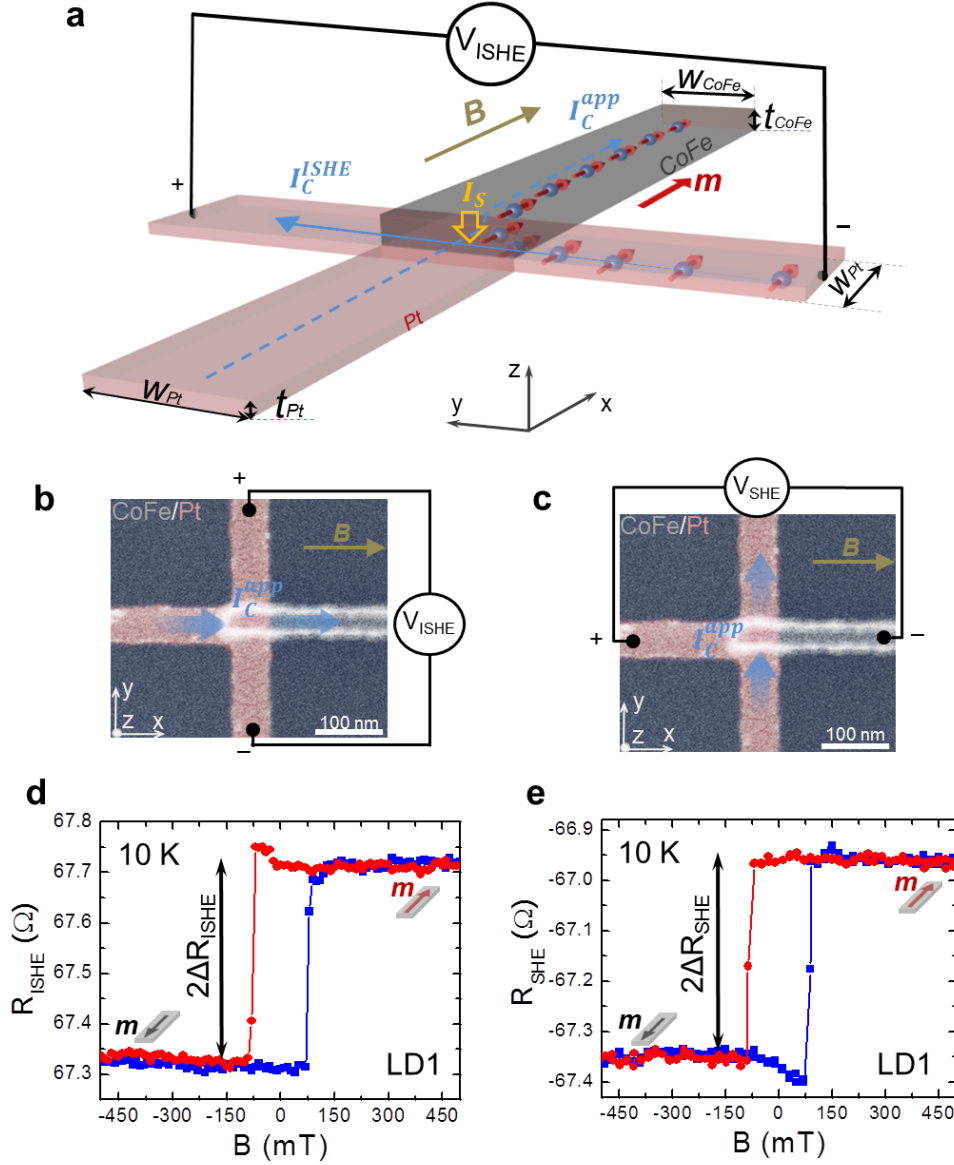 a
V_ISHE
W_CoFe
t_CoFe
B
I_C^app
CoFe
I_C^ISHE
m
I_S
+
−
W_Pt
Pt
W_Pt
t_Pt
z
y
x
b
+
CoFe/Pt
B
I_C^app
V_ISHE
y
z
x
−
100 nm
c
V_SHE
CoFe/Pt
B
+
−
I_C^app
y
z
x
100 nm
d
67.8
67.7
67.6
67.5
67.4
67.3
R_ISHE (Ω)
10 K
2ΔR_ISHE
m
m
LD1
-450 -300 -150 0 150 300 450
B (mT)
e
-66.9
-67.0
-67.1
-67.2
-67.3
-67.4
R_SHE (Ω)
10 K
2ΔR_SHE
m
m
LD1
-450 -300 -150 0 150 300 450
B (mT)